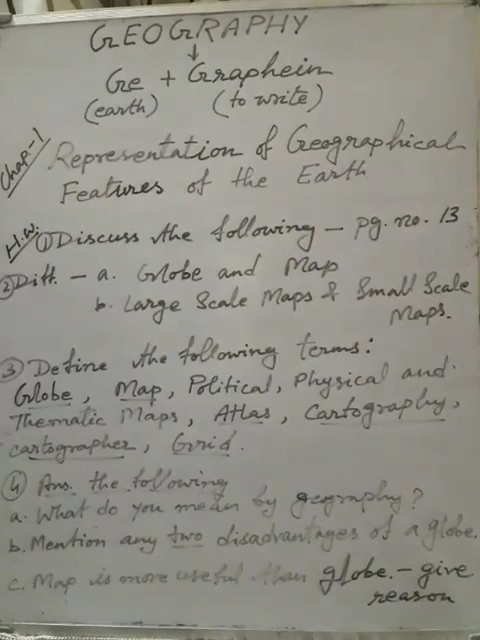 GEOGRAPHY
↓
Ge + Graphein
(earth) (to write)
Chap.-1
Representation of Geographical
Features of the Earth
H.W. ① Discuss the following – pg. no. 13
② Diff. – a. Globe and Map
b. Large Scale Maps & Small Scale
Maps.
③ Define the following terms:
Globe, Map, Political, Physical and
Thematic Maps, Atlas, Cartography,
cartographer, Grid.
④ Ans. the following
a. What do you mean by geography?
b. Mention any two disadvantages of a globe.
c. Map is more useful than globe. – give
reason